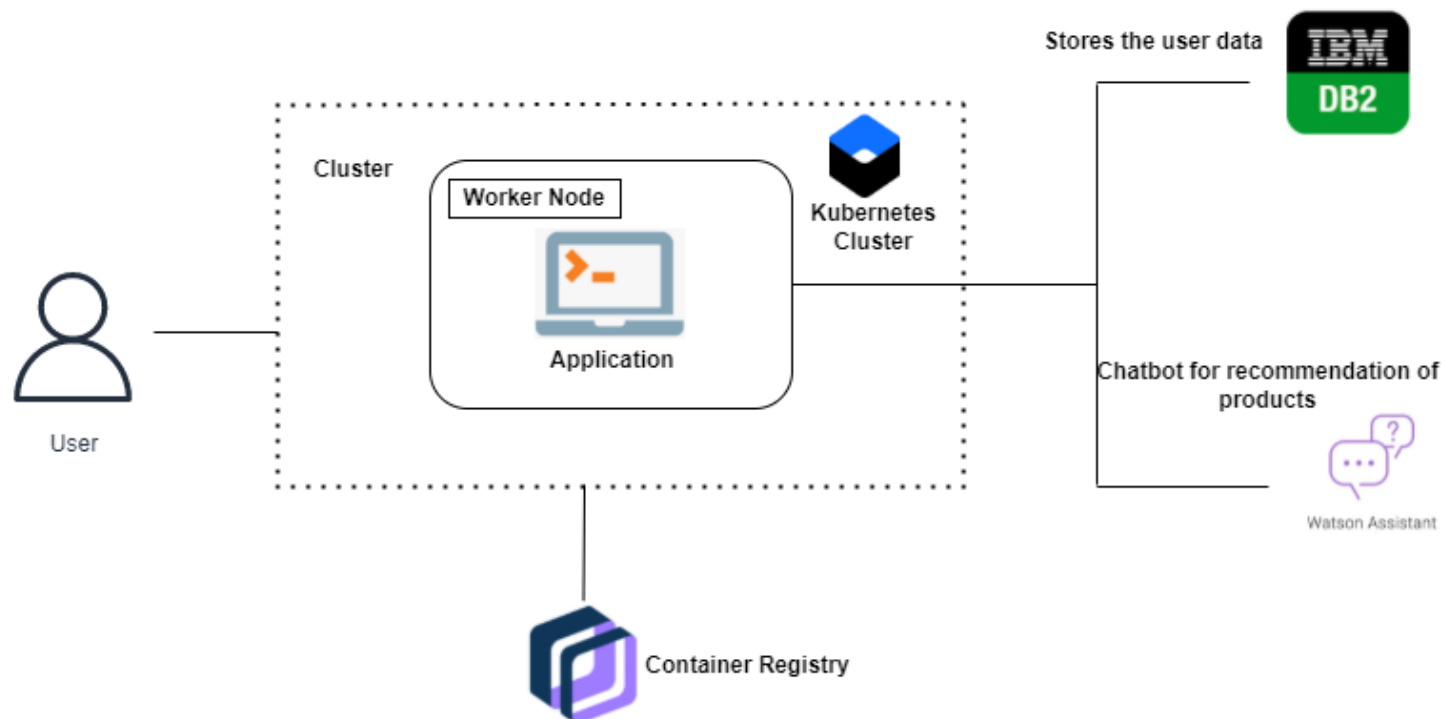 Stores the user data
IBM
DB2
Cluster
Worker Node
Kubernetes
Cluster
Application
User
Chatbot for recommendation of
products
?
Watson Assistant
Container Registry